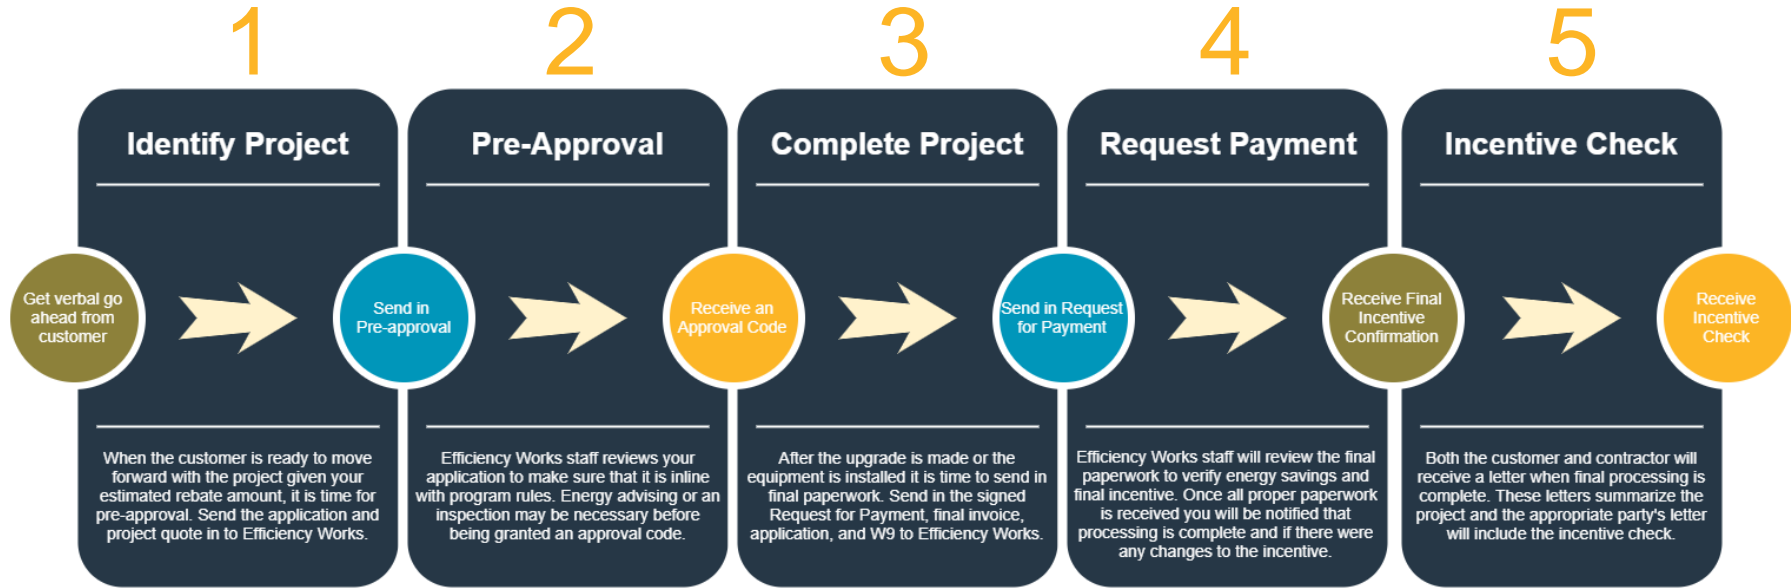 1
2
3
4
5
Identify Project
Pre-Approval
Complete Project
Request Payment
Incentive Check
Get verbal go
ahead from
customer
Send in
Pre-approval
Receive an
Approval Code
Send in Request
for Payment
Receive Final
Incentive
Confirmation
Receive
Incentive
Check
When the customer is ready to move
forward with the project given your
estimated rebate amount, it is time for
pre-approval. Send the application and
project quote in to Efficiency Works.
Efficiency Works staff reviews your
application to make sure that it is inline
with program rules. Energy advising or an
inspection may be necessary before
being granted an approval code.
After the upgrade is made or the
equipment is installed it is time to send in
final paperwork. Send in the signed
Request for Payment, final invoice,
application, and W9 to Efficiency Works.
Efficiency Works staff will review the final
paperwork to verify energy savings and
final incentive. Once all proper paperwork
is received you will be notified that
processing is complete and if there were
any changes to the incentive.
Both the customer and contractor will
receive a letter when final processing is
complete. These letters summarize the
project and the appropriate party's letter
will include the incentive check.